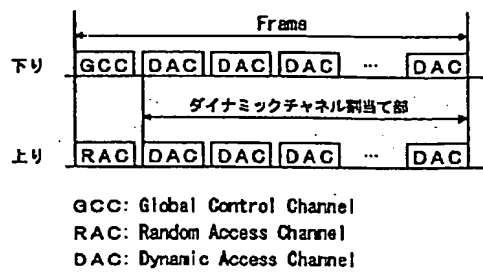 Frame
下り GCC DAC DAC DAC … DAC
ダイナミックチャネル割当て部
上り RAC DAC DAC DAC … DAC
GCC: Global Control Channel
RAC: Random Access Channel
DAC: Dynamic Access Channel